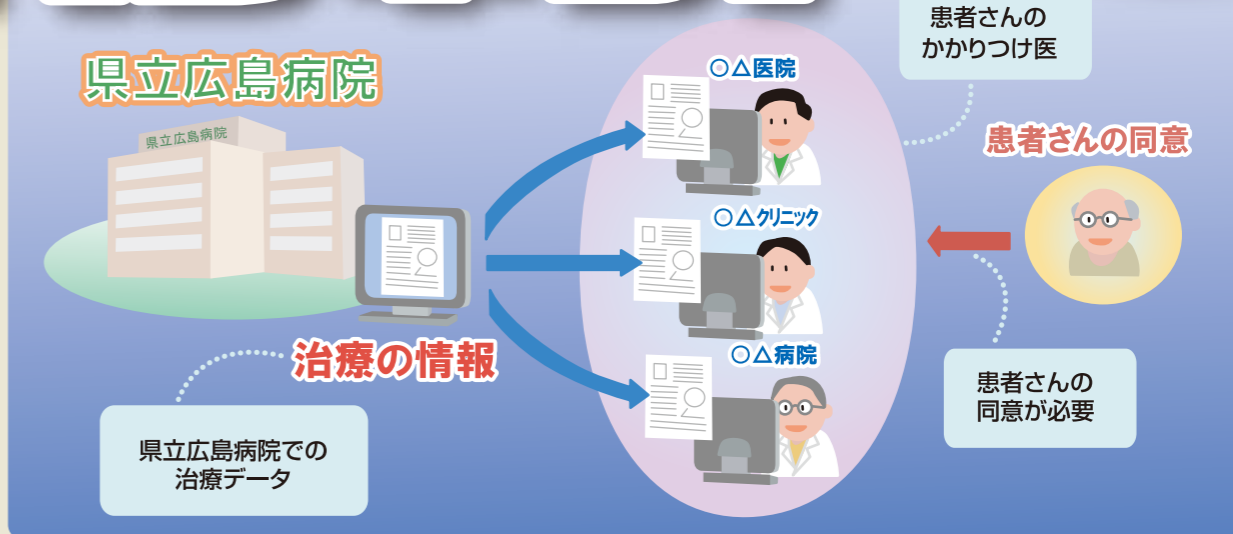 県立広島病院
県立広島病院
治療の情報
県立広島病院での
治療データ
○△医院
○△クリニック
○△病院
患者さんの
かかりつけ医
患者さんの同意
患者さんの
同意が必要